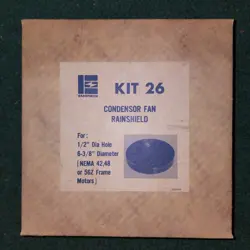 KIT 26
CONDENSOR FAN
RAINSHIELD
For:
1/2" Dia Hole
6-3/8" Diameter
(NEMA 42,48
or 56Z Frame
Motors)